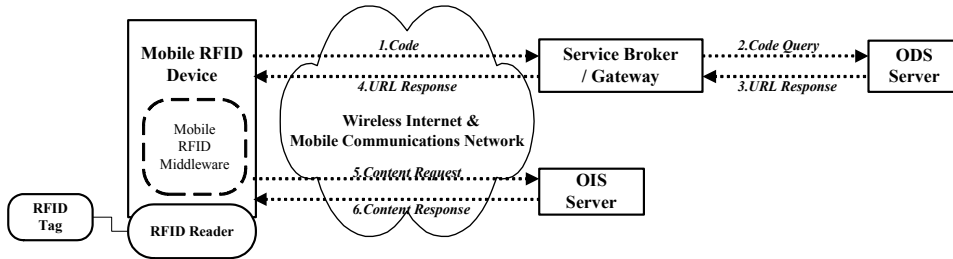 Mobile RFID
Device
1.Code
4.URL Response
Service Broker
/ Gateway
2.Code Query
3.URL Response
ODS
Server
Mobile
RFID
Middleware
Wireless Internet &
Mobile Communications Network
5.Content Request
6.Content Response
OIS
Server
RFID
Tag
RFID Reader